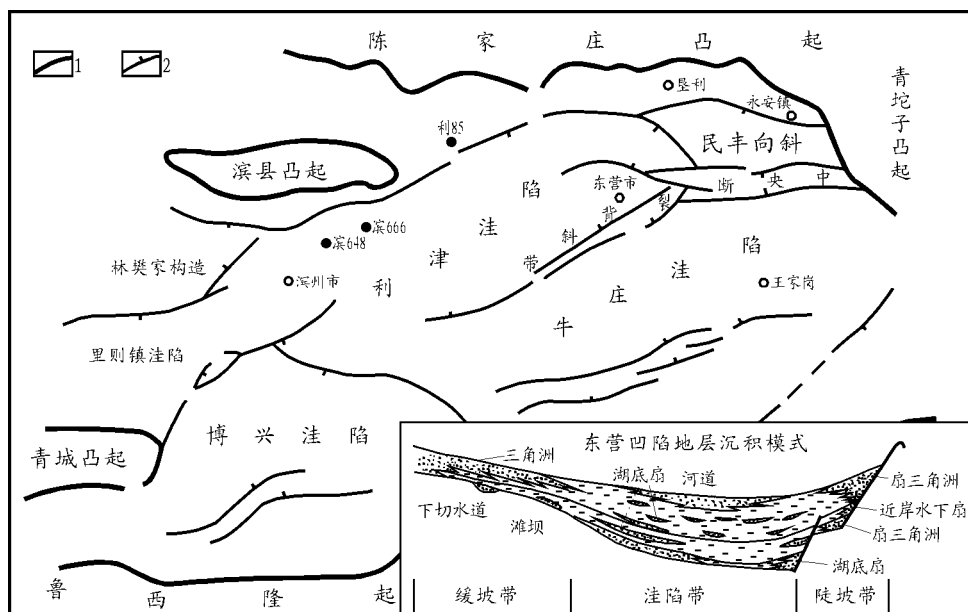 陈家庄凸起
1
2
青坨子凸起
垦利
永安镇
利85
民丰向斜
滨县凸起
陷
东营市
断央中
裂
背
斜
带
洼
津
利
滨666
滨648
滨州市
林樊家构造
陷
洼
庄
牛
王家岗
里则镇洼陷
博兴洼陷
青城凸起
鲁西隆起
东营凹陷地层沉积模式
三角洲
湖底扇
河道
扇三角洲
下切水道
滩坝
近岸水下扇
扇三角洲
湖底扇
缓坡带
洼陷带
陡坡带